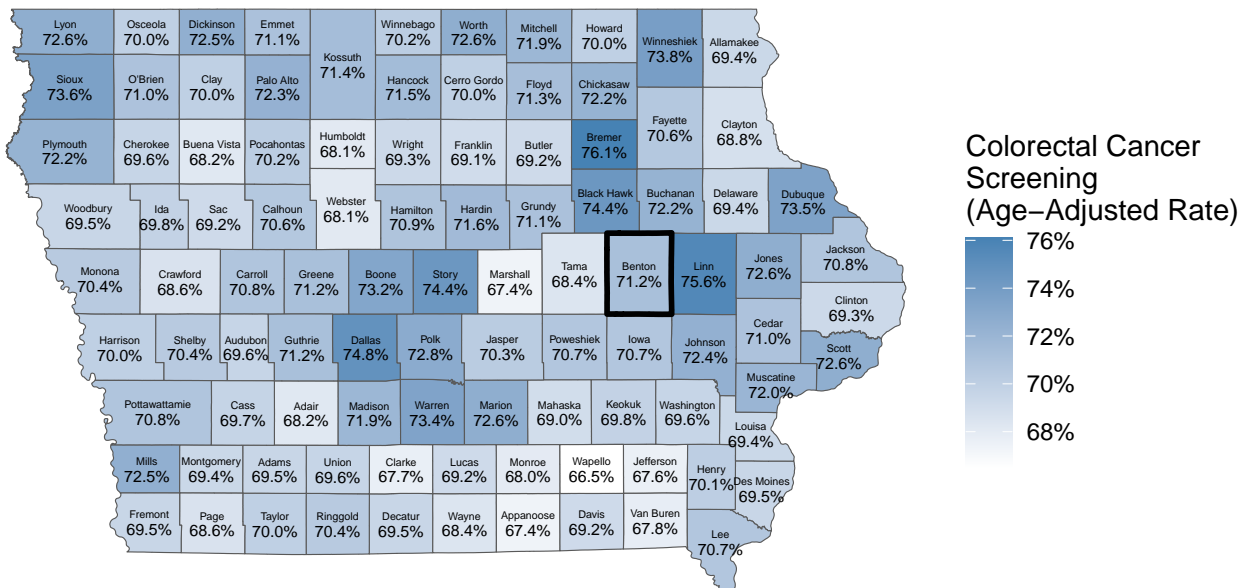 Lyon
72.6%
Osceola
70.0%
Dickinson
72.5%
Emmet
71.1%
Kossuth
71.4%
Winnebago
70.2%
Worth
72.6%
Mitchell
71.9%
Howard
70.0%
Winneshiek
73.8%
Allamakee
69.4%
Sioux
73.6%
O'Brien
71.0%
Clay
70.0%
Palo Alto
72.3%
Hancock
71.5%
Cerro Gordo
70.0%
Floyd
71.3%
Chickasaw
72.2%
Fayette
70.6%
Clayton
68.8%
Plymouth
72.2%
Cherokee
69.6%
Buena Vista
68.2%
Pocahontas
70.2%
Humboldt
68.1%
Wright
69.3%
Franklin
69.1%
Butler
69.2%
Bremer
76.1%
Woodbury
69.5%
Ida
69.8%
Sac
69.2%
Calhoun
70.6%
Webster
68.1%
Hamilton
70.9%
Hardin
71.6%
Grundy
71.1%
Black Hawk
74.4%
Buchanan
72.2%
Delaware
69.4%
Dubuque
73.5%
Monona
70.4%
Crawford
68.6%
Carroll
70.8%
Greene
71.2%
Boone
73.2%
Story
74.4%
Marshall
67.4%
Tama
68.4%
Benton
71.2%
Linn
75.6%
Jones
72.6%
Jackson
70.8%
Clinton
69.3%
Harrison
70.0%
Shelby
70.4%
Audubon
69.6%
Guthrie
71.2%
Dallas
74.8%
Polk
72.8%
Jasper
70.3%
Poweshiek
70.7%
Iowa
70.7%
Johnson
72.4%
Cedar
71.0%
Scott
72.6%
Muscatine
72.0%
Pottawattamie
70.8%
Cass
69.7%
Adair
68.2%
Madison
71.9%
Warren
73.4%
Marion
72.6%
Mahaska
69.0%
Keokuk
69.8%
Washington
69.6%
Louisa
69.4%
Mills
72.5%
Montgomery
69.4%
Adams
69.5%
Union
69.6%
Clarke
67.7%
Lucas
69.2%
Monroe
68.0%
Wapello
66.5%
Jefferson
67.6%
Henry
70.1%
Des Moines
69.5%
Fremont
69.5%
Page
68.6%
Taylor
70.0%
Ringgold
70.4%
Decatur
69.5%
Wayne
68.4%
Appanoose
67.4%
Davis
69.2%
Van Buren
67.8%
Lee
70.7%
Colorectal Cancer
Screening
(Age−Adjusted Rate)
76%
74%
72%
70%
68%